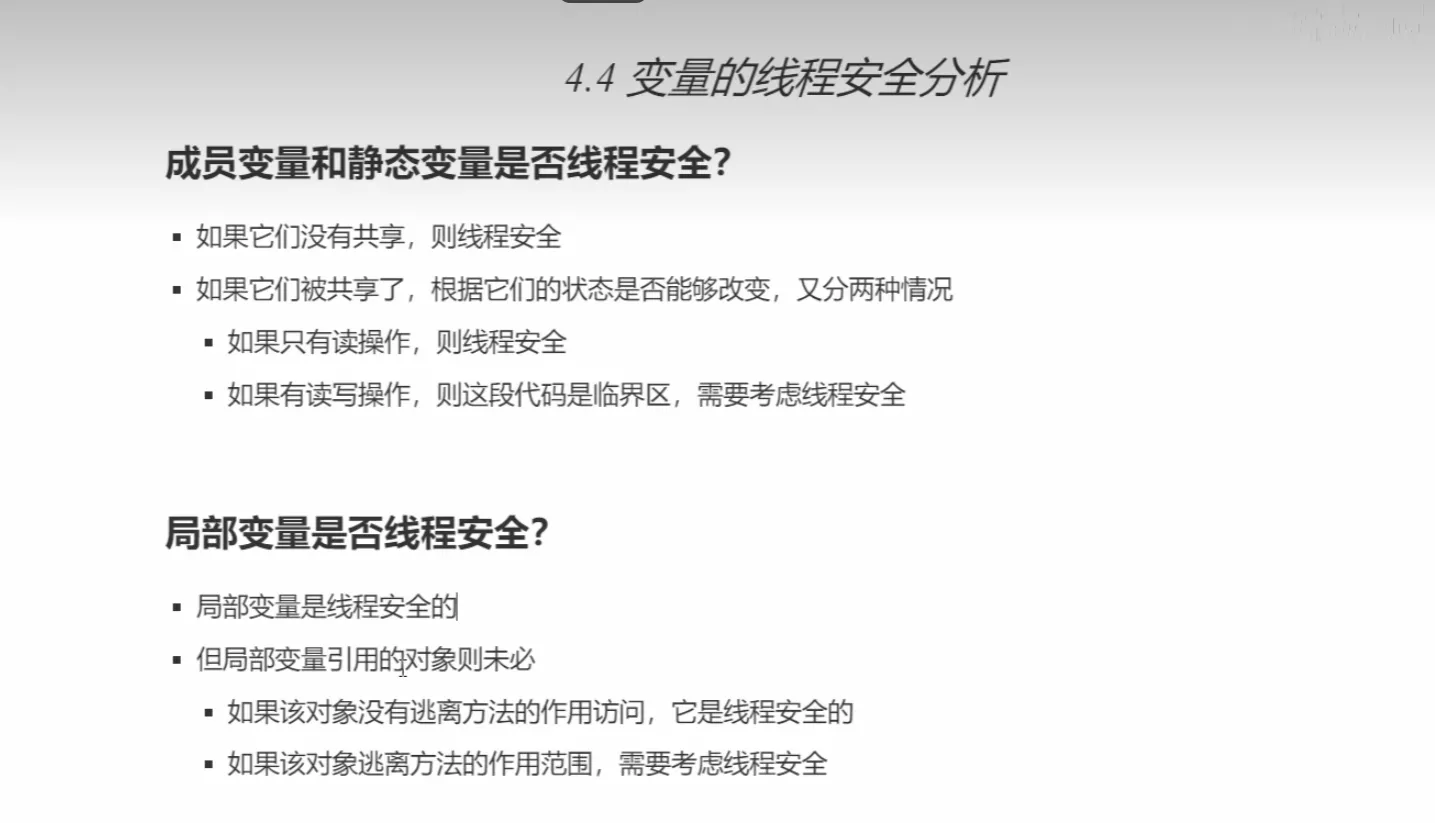 4.4 变量的线程安全分析
成员变量和静态变量是否线程安全？
▪ 如果它们没有共享，则线程安全
▪ 如果它们被共享了，根据它们的状态是否能够改变，又分两种情况
▪ 如果只有读操作，则线程安全
▪ 如果有读写操作，则这段代码是临界区，需要考虑线程安全
局部变量是否线程安全？
▪ 局部变量是线程安全的
▪ 但局部变量引用的对象则未必
▪ 如果该对象没有逃离方法的作用访问，它是线程安全的
▪ 如果该对象逃离方法的作用范围，需要考虑线程安全